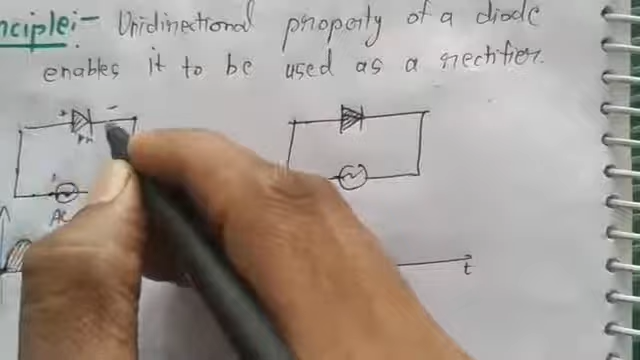 nciple:- Unidirectional property of a diode
enables it to be used as a rectifier.
+ -
+
AC
t